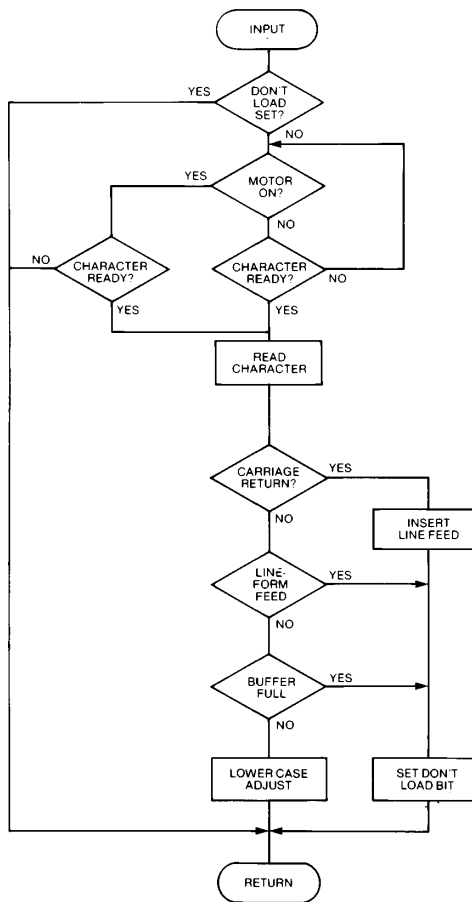 INPUT
YES
DON'T
LOAD
SET?
NO
YES
MOTOR
ON?
NO
NO
CHARACTER
READY?
YES
CHARACTER
READY?
NO
YES
READ
CHARACTER
CARRIAGE
RETURN?
YES
NO
INSERT
LINE FEED
LINE-
FORM
FEED
YES
NO
BUFFER
FULL
YES
NO
LOWER CASE
ADJUST
SET DON'T
LOAD BIT
RETURN